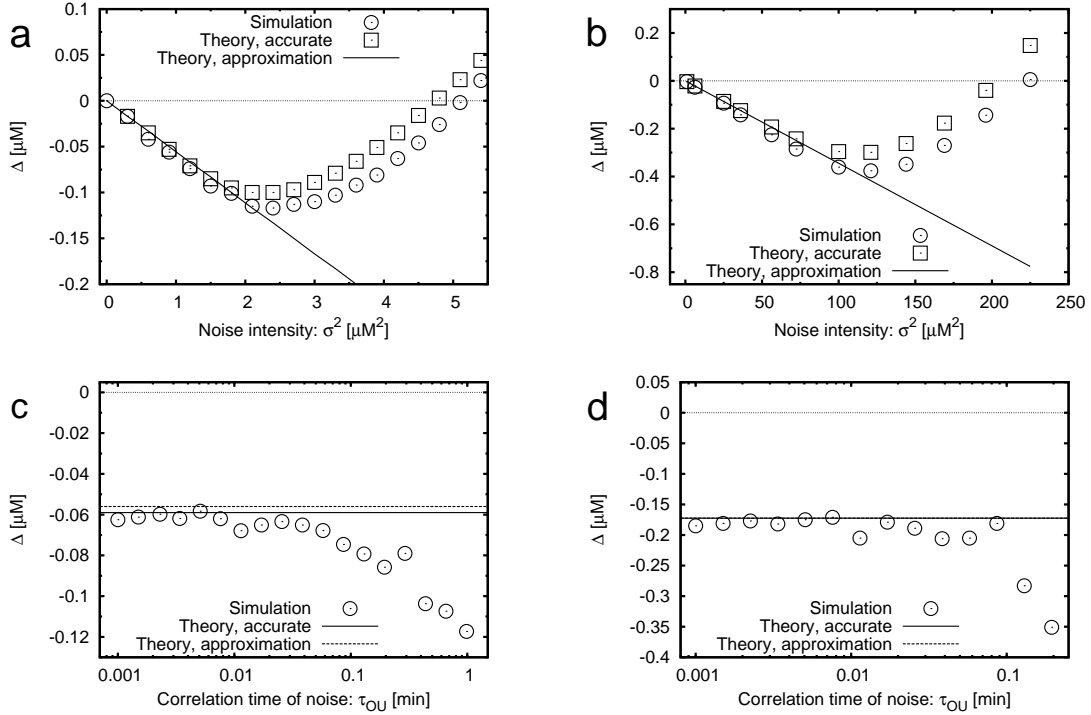 a
0.1
0.05
0
-0.05
-0.1
-0.15
-0.2
Δ [μM]
Simulation
Theory, accurate
Theory, approximation
0 1 2 3 4 5
Noise intensity: σ² [μM²]
b
0.2
0
-0.2
-0.4
-0.6
-0.8
Δ [μM]
Simulation
Theory, accurate
Theory, approximation
0 50 75 100 125 150 175 200 225 250
Noise intensity: σ² [μM²]
c
0
-0.02
-0.04
-0.06
-0.08
-0.1
-0.12
Δ [μM]
Simulation
Theory, accurate
Theory, approximation
0.001 0.01 0.1 1
Correlation time of noise: τOU [min]
d
0.05
0
-0.05
-0.1
-0.15
-0.2
-0.25
-0.3
-0.35
-0.4
Δ [μM]
Simulation
Theory, accurate
Theory, approximation
0.001 0.01 0.1
Correlation time of noise: τOU [min]